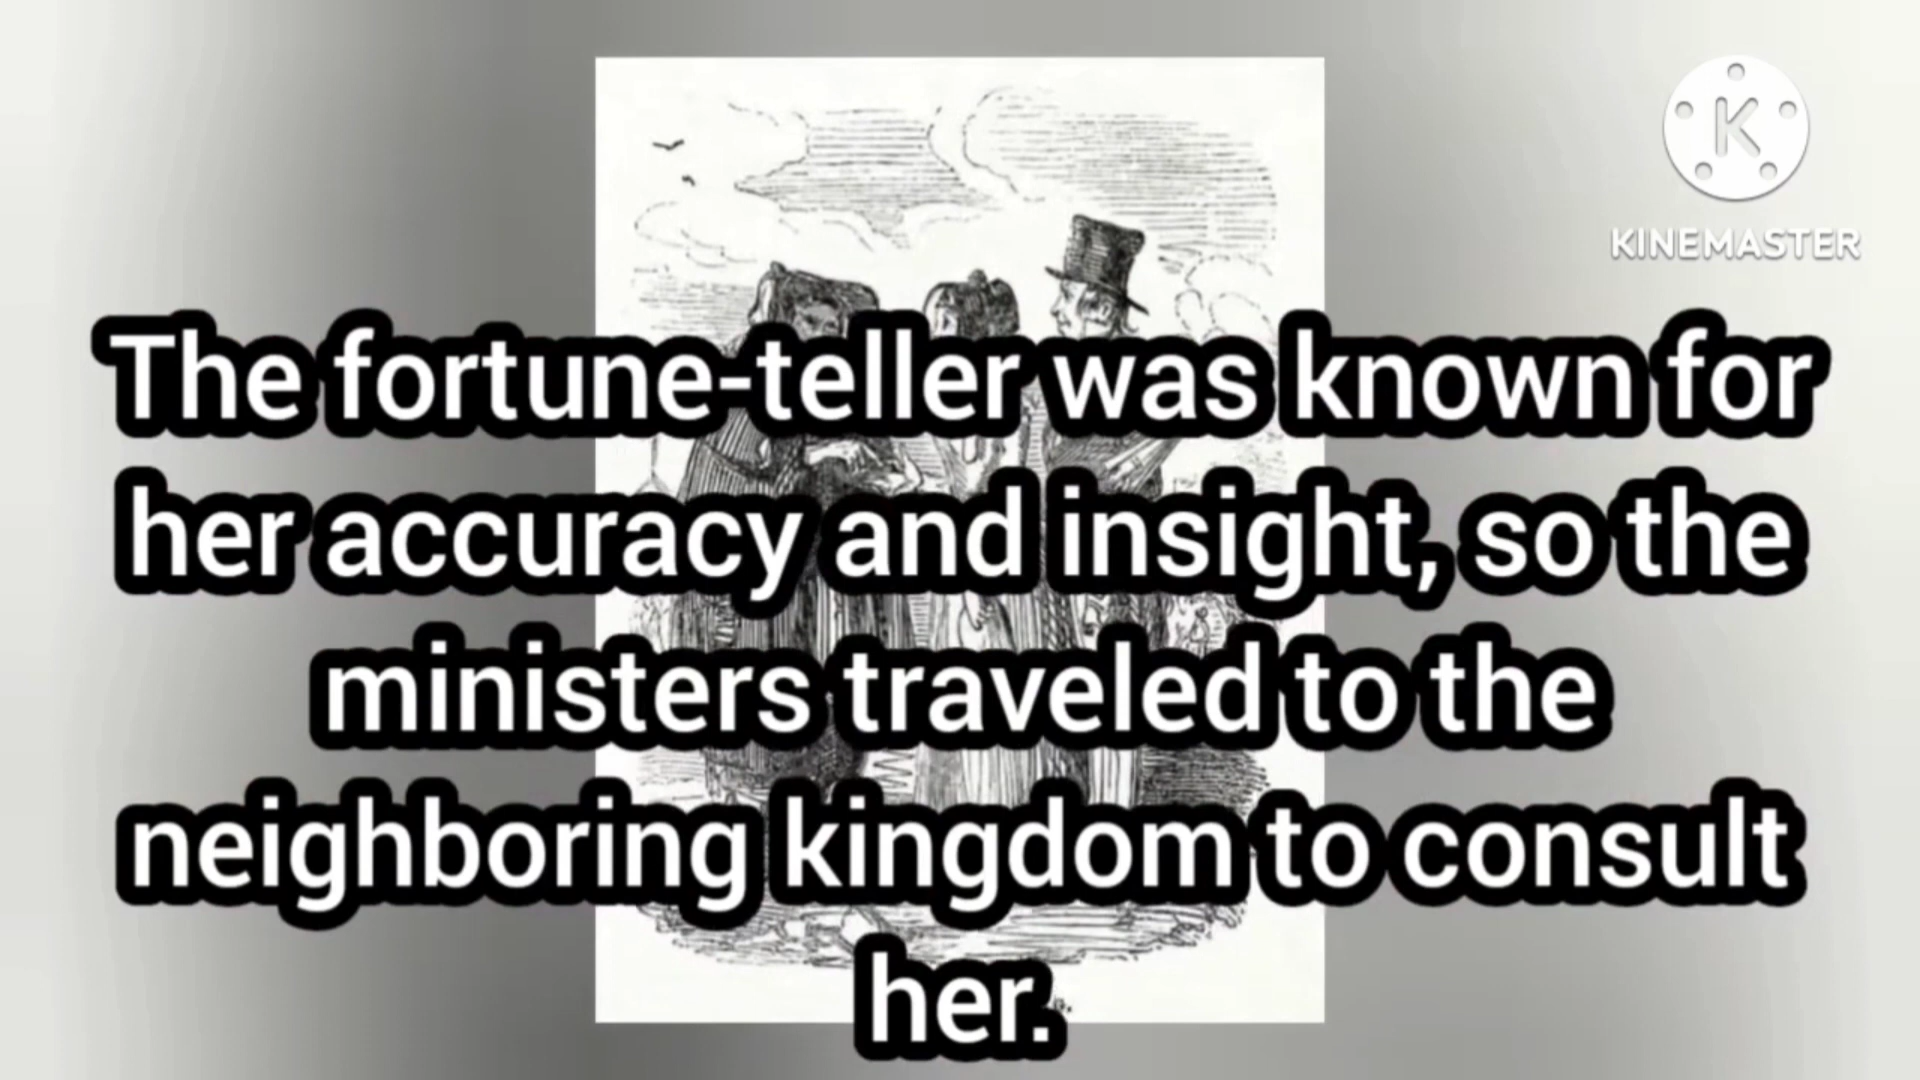 K
KINEMASTER
The fortune-teller was known for
her accuracy and insight, so the
ministers traveled to the
neighboring kingdom to consult
her.